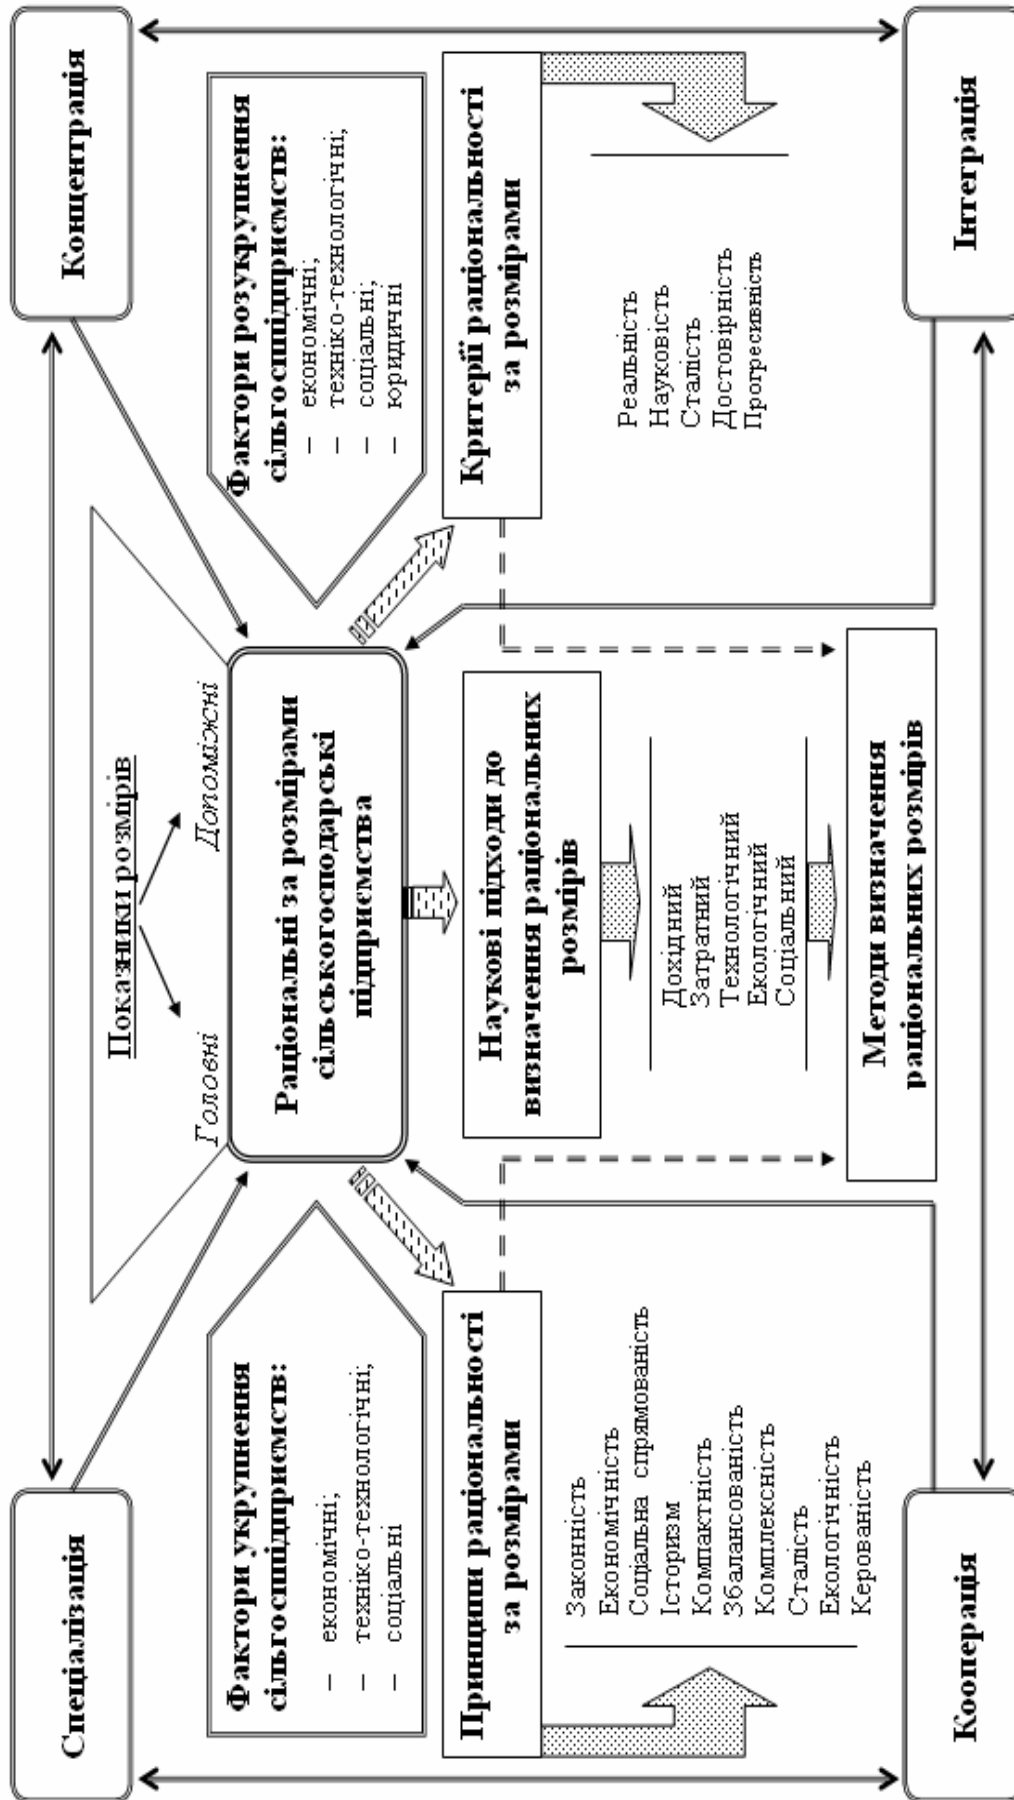 Спеціалізація
Концентрація
Показники розмірів
Головні
Допоміжні
Фактори укрупнення
сільгосппідприємств:
– економічні;
– техніко-технологічні;
– соціальні
Раціональні за розмірами
сільськогосподарські
підприємства
Фактори розукрупнення
сільгосппідприємств:
– економічні;
– техніко-технологічні;
– соціальні;
– юридичні
Принципи раціональності
за розмірами
Наукові підходи до
визначення раціональних
розмірів
Критерії раціональності
за розмірами
Законність
Економічність
Соціальна спрямованість
Історизм
Компактність
Збалансованість
Комплексність
Сталість
Екологічність
Керованість
Дохідний
Затратний
Технологічний
Екологічний
Соціальний
Реальність
Науковість
Сталість
Достовірність
Прогресивність
Методи визначення
раціональних розмірів
Кооперація
Інтеграція